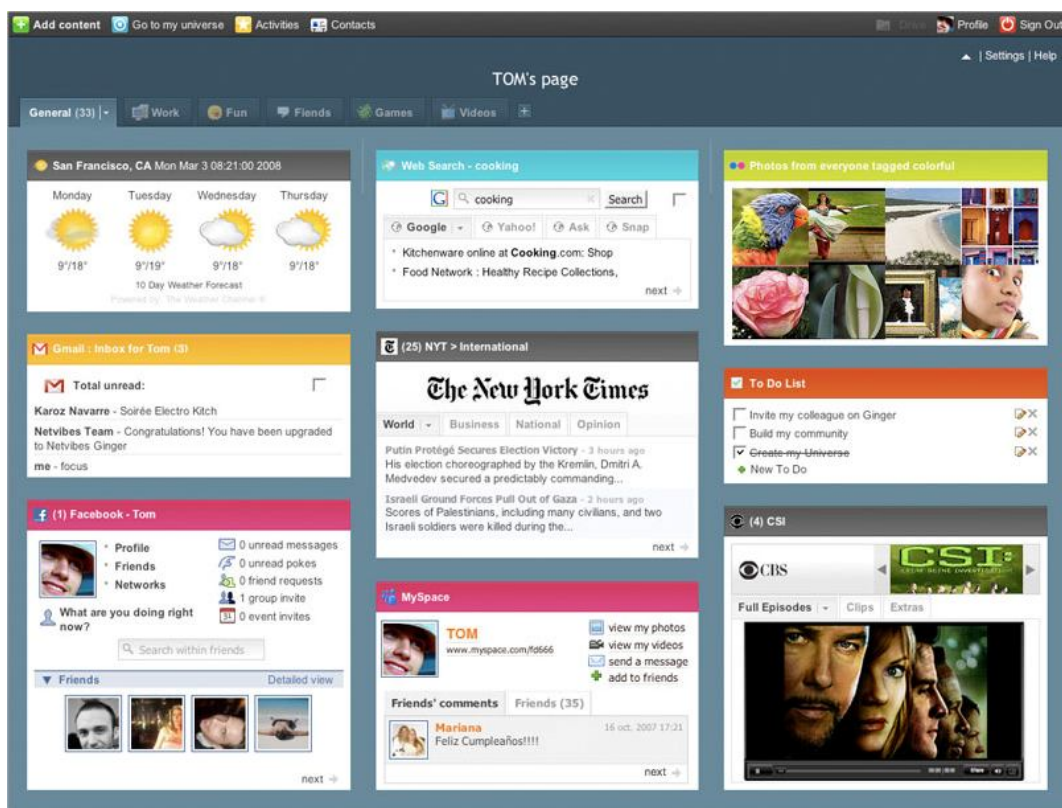 Add content Go to my universe Activities Contacts Profile Sign Out
Settings | Help
TOM's page
General (33) Work Fun Fiends Games Videos
San Francisco, CA Mon Mar 3 08:21:00 2008
Monday Tuesday Wednesday Thursday
9°/18° 9°/19° 9°/18° 9°/18°
10 Day Weather Forecast
Powered by: The Weather Channel ®
Gmail : Inbox for Tom (3)
Total unread:
Karoz Navarre - Soirée Electro Kitch
Netvibes Team - Congratulations! You have been upgraded
to Netvibes Ginger
me - focus
(1) Facebook - Tom
Profile
Friends
Networks
0 unread messages
0 unread pokes
0 friend requests
1 group invite
0 event invites
What are you doing right
now?
Search within friends
Friends Detailed view
next
Web Search - cooking
cooking Search
Google Yahoo! Ask Snap
Kitchenware online at Cooking.com: Shop
Food Network : Healthy Recipe Collections,
next
(25) NYT > International
The New York Times
World Business National Opinion
Putin Protégé Secures Election Victory - 3 hours ago
His election choreographed by the Kremlin, Dmitri A.
Medvedev secured a predictably commanding...
Israeli Ground Forces Pull Out of Gaza - 2 hours ago
Scores of Palestinians, including many civilians, and two
Israeli soldiers were killed during the...
next
MySpace
TOM
www.myspace.com/fd666
view my photos
view my videos
send a message
add to friends
Friends' comments Friends (35)
Mariana 16 oct, 2007 17:21
Feliz Cumpleaños!!!!
next
Photos from everyone tagged colorful
To Do List
Invite my colleague on Ginger
Build my community
Create my Universe
New To Do
(4) CSI
CBS
CSI:
CRIME SCENE INVESTIGATION
Full Episodes Clips Extras